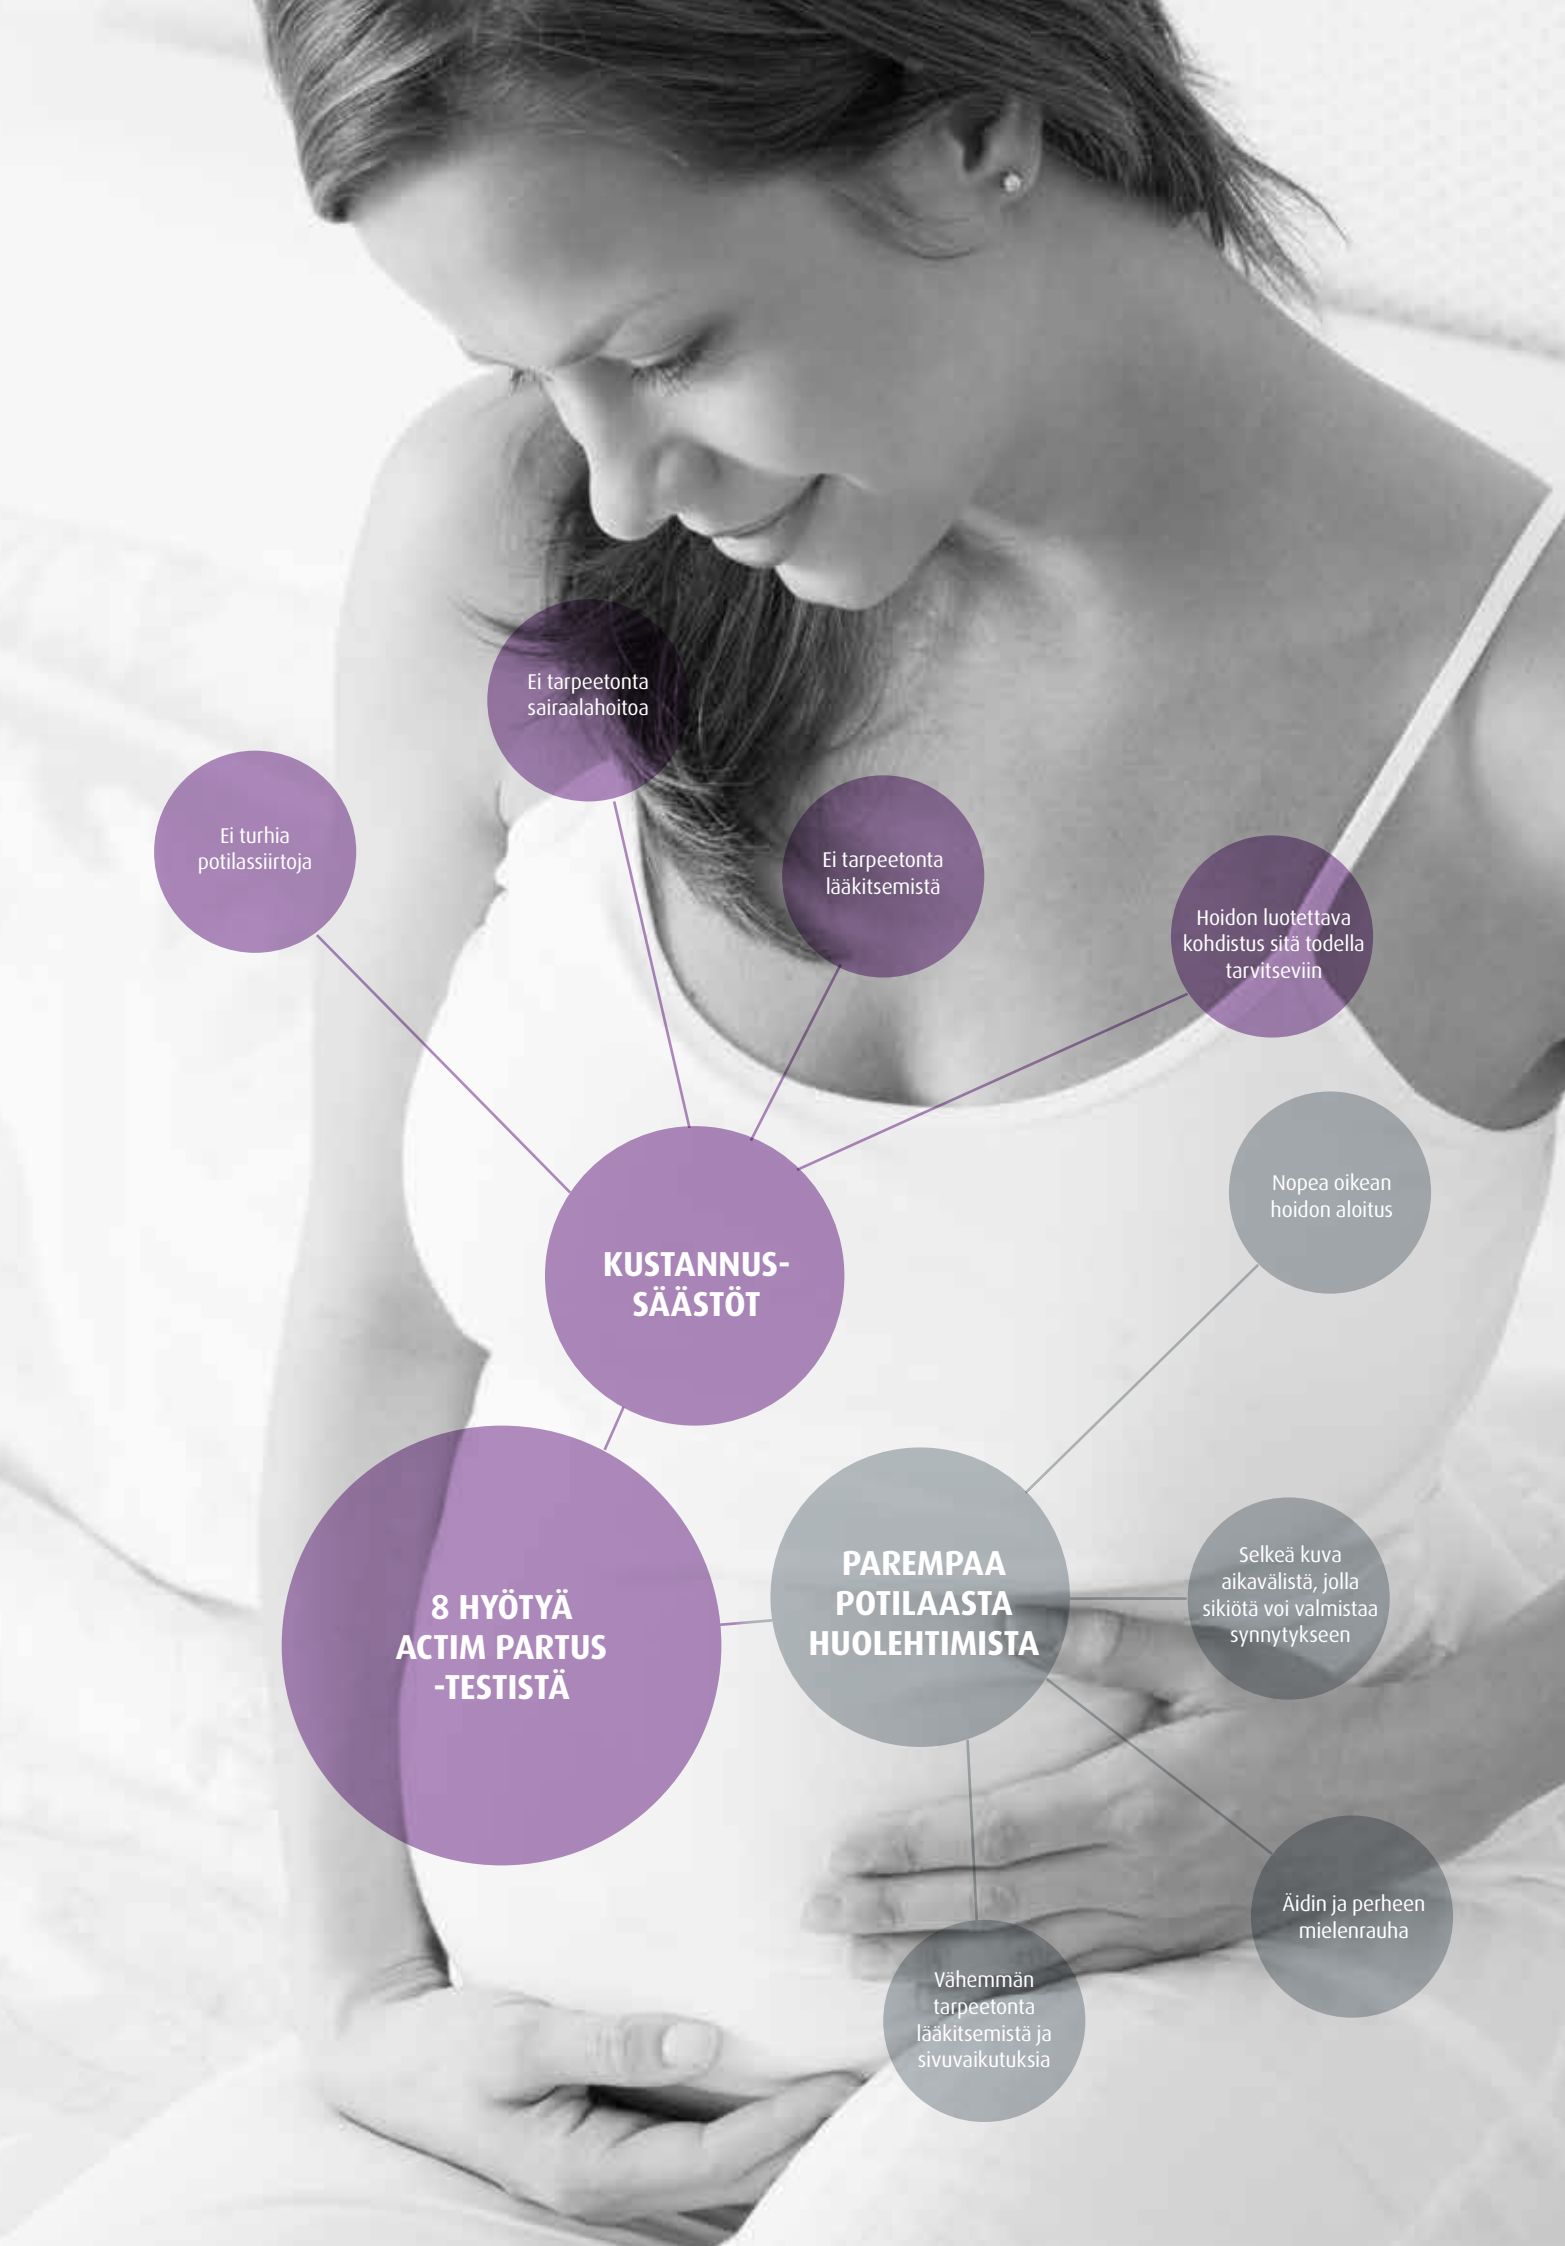 Ei tarpeetonta
sairaalahoitoa
Ei turhia
potilassiirtoja
Ei tarpeetonta
lääkitsemistä
Hoidon luotettava
kohdistus sitä todella
tarvitseviin
Nopea oikean
hoidon aloitus
KUSTANNUS-
SÄÄSTÖT
PAREMPAA
POTILAASTA
HUOLEHTIMISTA
Selkeä kuva
aikavälistä, jolla
sikiötä voi valmistaa
synnytykseen
8 HYÖTYÄ
ACTIM PARTUS
-TESTISTÄ
Äidin ja perheen
mielenrauha
Vähemmän
tarpeetonta
lääkitsemistä ja
sivuvaikutuksia